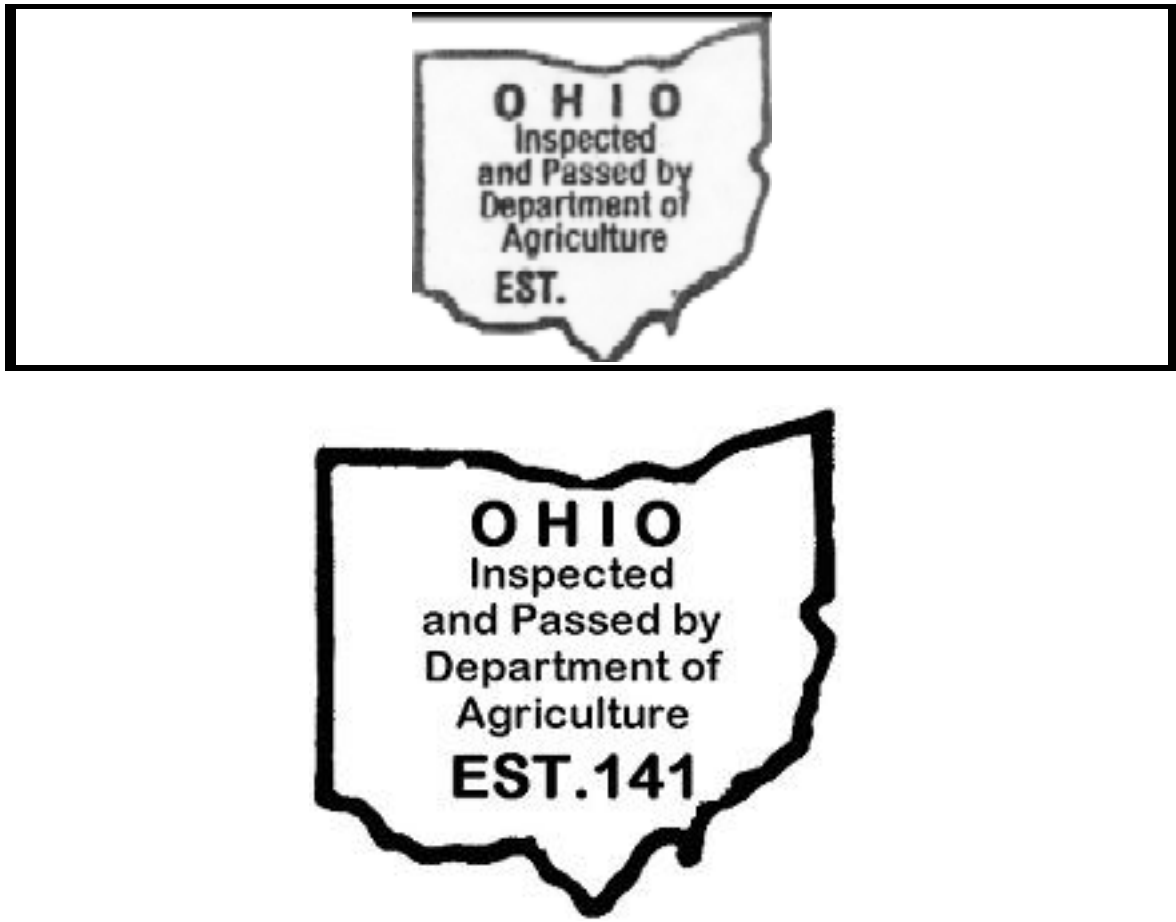 OHIO
Inspected
and Passed by
Department of
Agriculture
EST.
OHIO
Inspected
and Passed by
Department of
Agriculture
EST.141